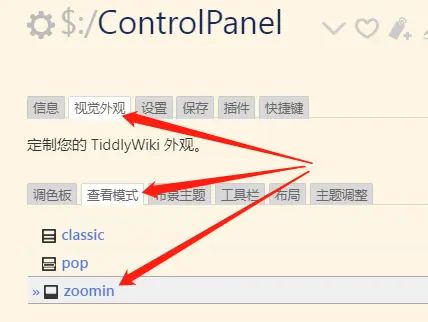 $:/ControlPanel
信息 视觉外观 设置 保存 插件 快捷键
定制您的 TiddlyWiki 外观。
调色板 查看模式 布景主题 工具栏 布局 主题调整
classic
pop
» zoomin